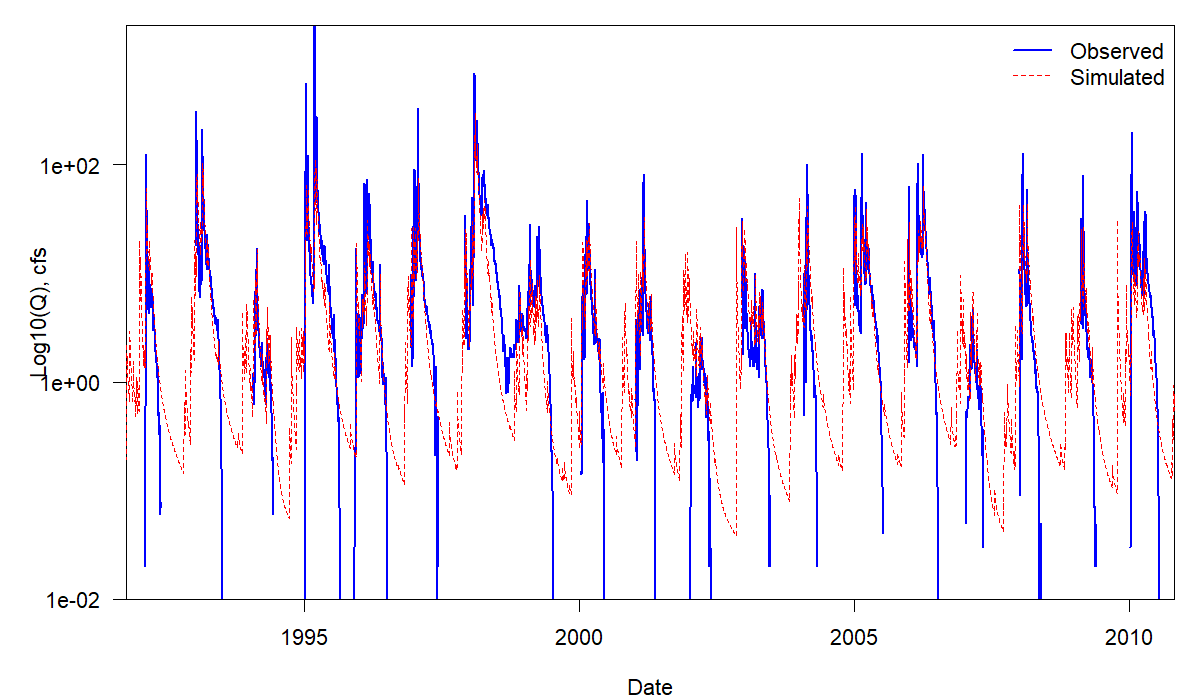 Observed
Simulated
1e+02
1e+00
1e-02
Log10(Q), cfs
1995
2000
2005
2010
Date